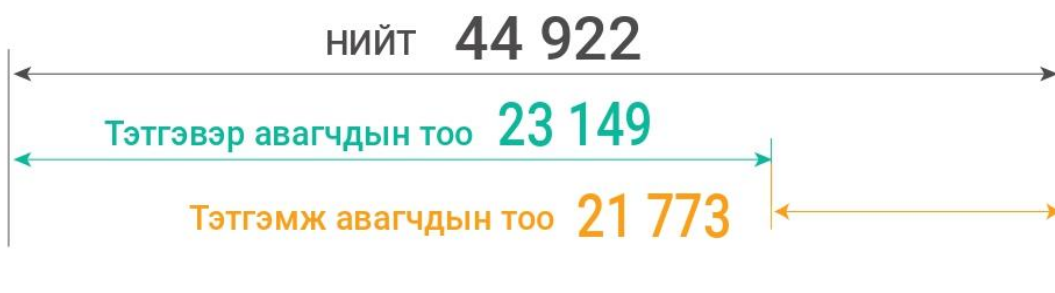 нийт 44 922
Тэтгэвэр авагчдын тоо 23 149
Тэтгэмж авагчдын тоо 21 773